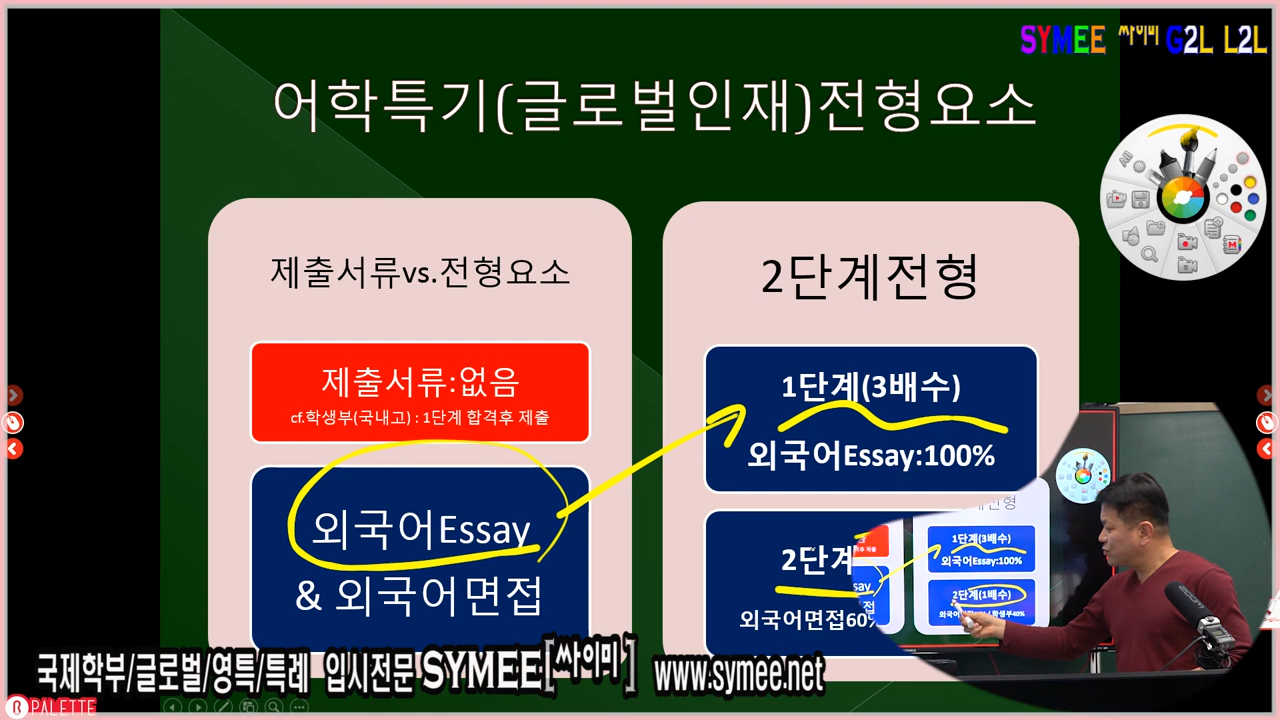 SYMEE 싸이미 G2L L2L
어학특기(글로벌인재)전형요소
제출서류vs.전형요소
제출서류:없음
cf.학생부(국내고) : 1단계 합격후 제출
외국어Essay
& 외국어면접
2단계전형
1단계(3배수)
외국어Essay:100%
2단계
외국어면접60%
1단계(3배수)
외국어Essay:100%
2단계(1배수)
국제학부/글로벌/영특/특례 입시전문 SYMEE[싸이미] www.symee.net
PALETTE